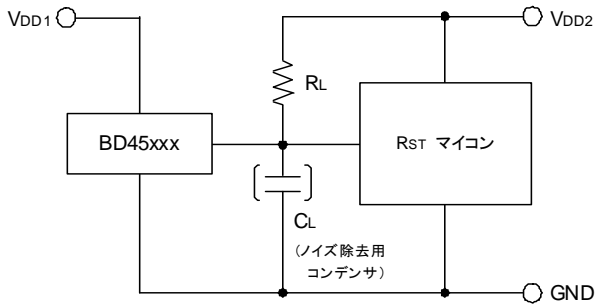 VDD1
VDD2
RL
BD45xxx
RST マイコン
CL
(ノイズ除去用
コンデンサ)
GND